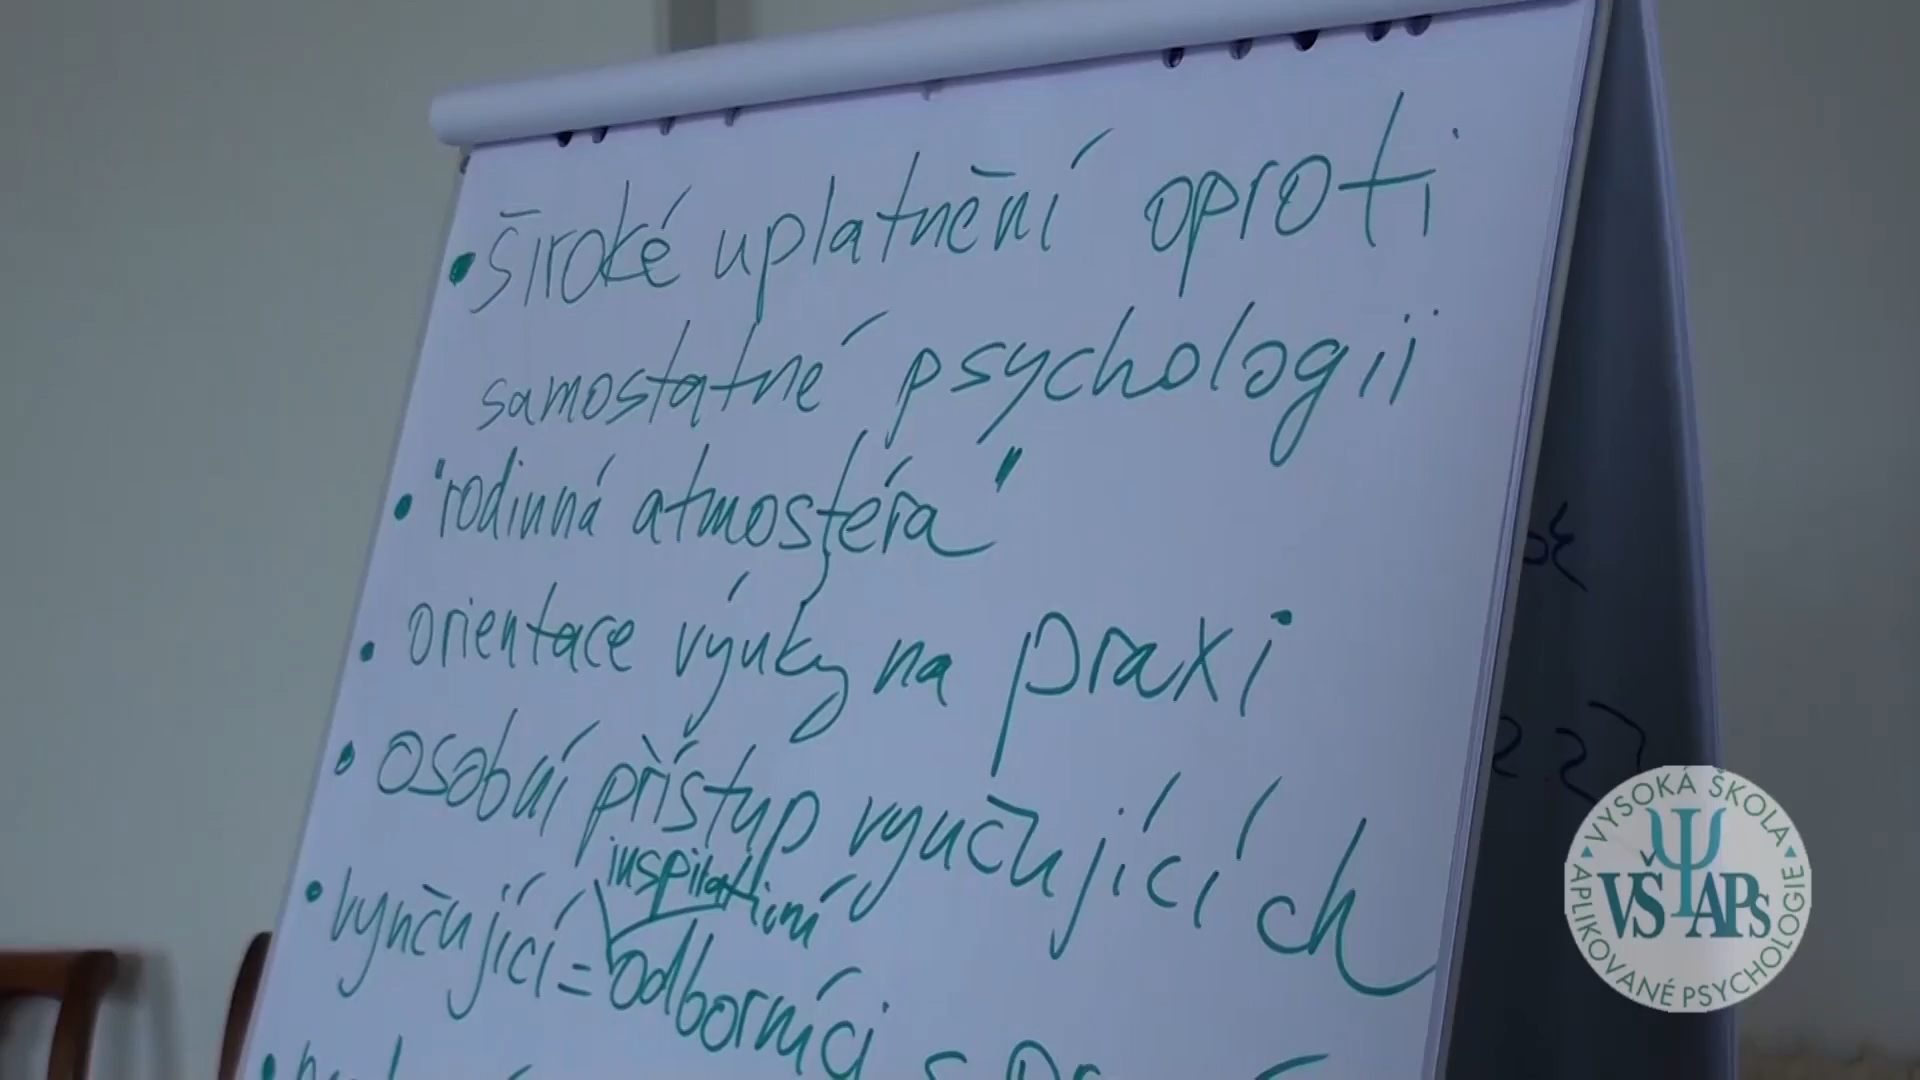 • široké uplatnění oproti
samostatné psychologii
• "rodinná atmosféra"
• orientace výuky na praxi
• osobní přístup vyučujících
inspirativní
• vyučující = odborníci s
VYSOKÁ ŠKOLA
APLIKOVANÉ PSYCHOLOGIE
VŠAPs